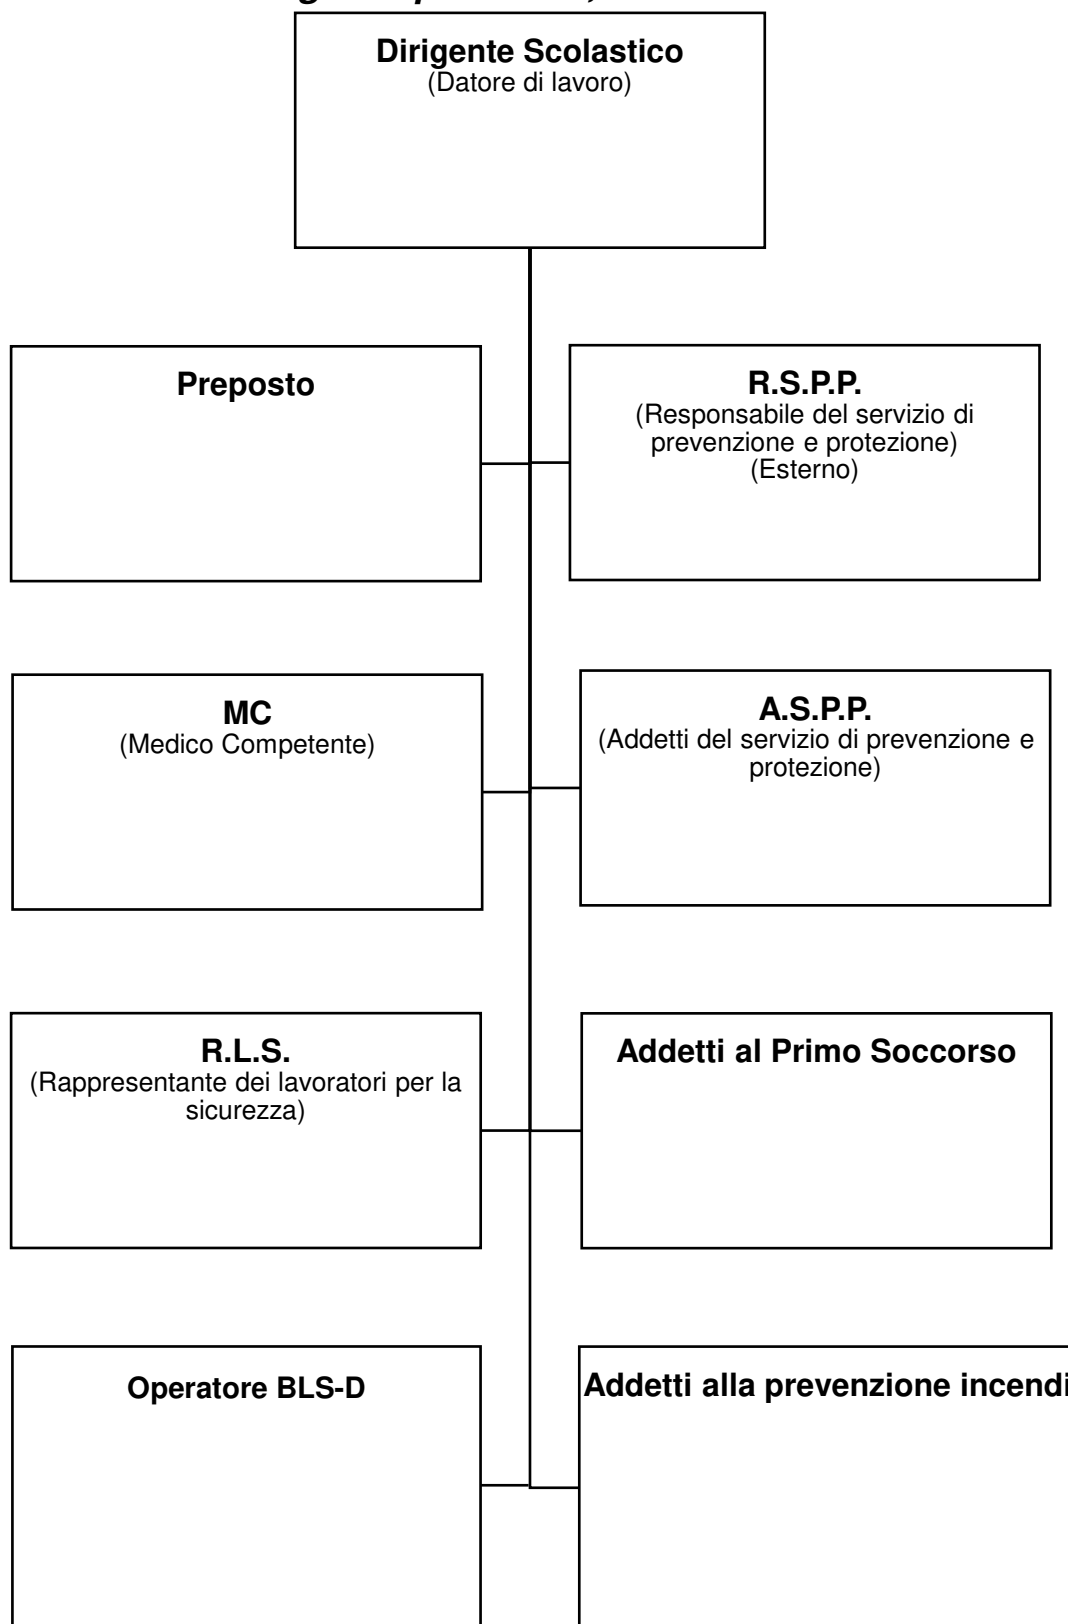 Dirigente Scolastico
(Datore di lavoro)
Preposto
R.S.P.P.
(Responsabile del servizio di
prevenzione e protezione)
(Esterno)
MC
(Medico Competente)
A.S.P.P.
(Addetti del servizio di prevenzione e
protezione)
R.L.S.
(Rappresentante dei lavoratori per la
sicurezza)
Addetti al Primo Soccorso
Operatore BLS-D
Addetti alla prevenzione incendi